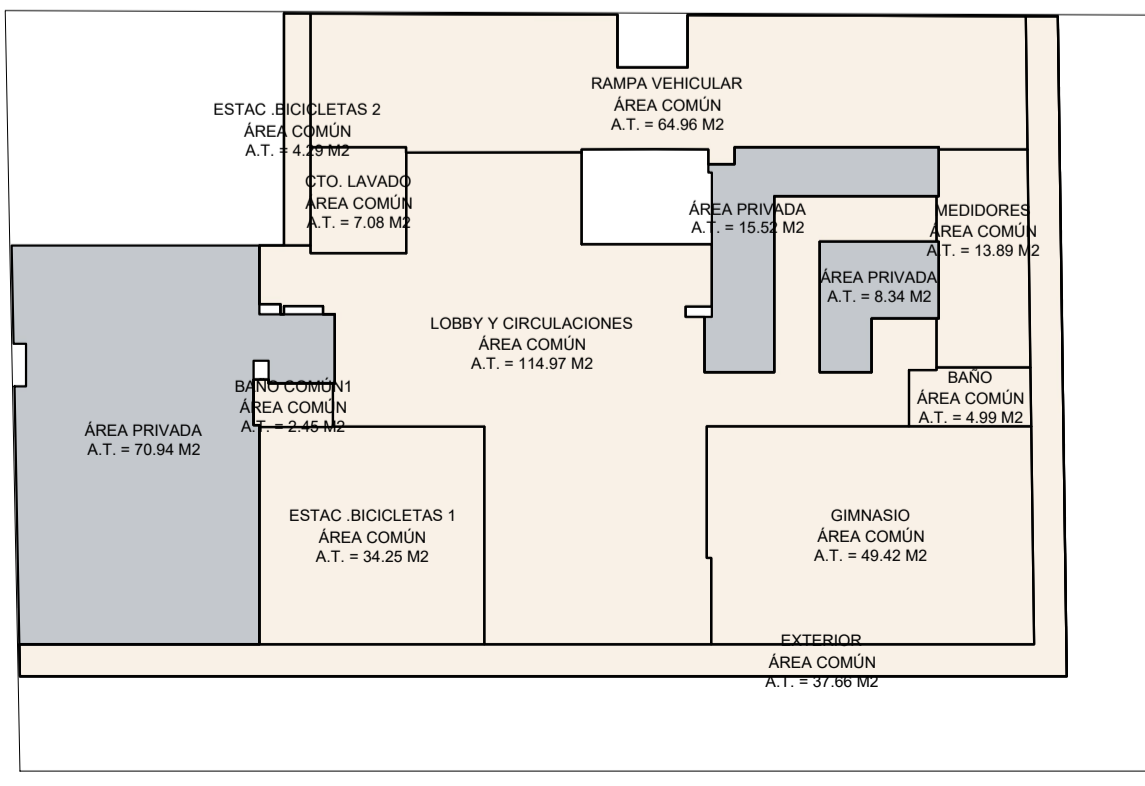 RAMPA VEHICULAR
ÁREA COMÚN
A.T. = 64.96 M2
ESTAC .BICICLETAS 2
ÁREA COMÚN
A.T. = 4.29 M2
CTO. LAVADO
ÁREA COMÚN
A.T. = 7.08 M2
ÁREA PRIVADA
A.T. = 15.52 M2
MEDIDORES
ÁREA COMÚN
A.T. = 13.89 M2
ÁREA PRIVADA
A.T. = 8.34 M2
LOBBY Y CIRCULACIONES
ÁREA COMÚN
A.T. = 114.97 M2
BAÑO COMÚN1
ÁREA COMÚN
A.T. = 2.45 M2
BAÑO
ÁREA COMÚN
A.T. = 4.99 M2
ÁREA PRIVADA
A.T. = 70.94 M2
ESTAC .BICICLETAS 1
ÁREA COMÚN
A.T. = 34.25 M2
GIMNASIO
ÁREA COMÚN
A.T. = 49.42 M2
EXTERIOR
ÁREA COMÚN
A.T. = 37.66 M2